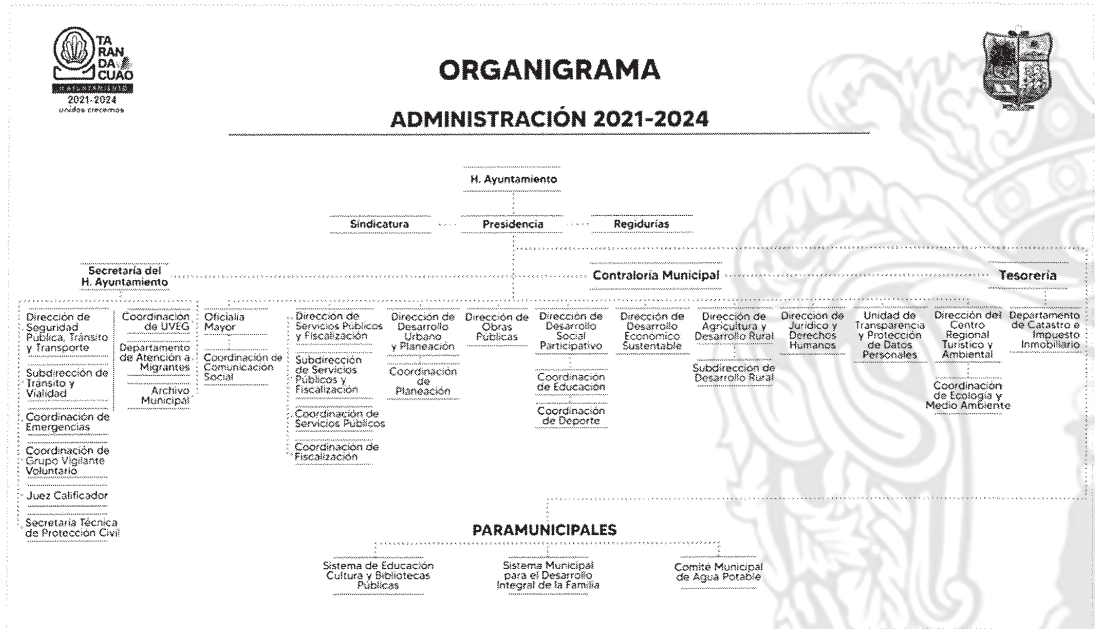 TA
RAN
DA
CUAO
H AYUNTAMIENTO
2021-2024
unidos crecemos
ORGANIGRAMA
ADMINISTRACIÓN 2021-2024
H. Ayuntamiento
Sindicatura
Presidencia
Regidurías
Secretaría del
H. Ayuntamiento
Contraloría Municipal
Tesorería
Dirección de
Seguridad
Pública, Tránsito
y Transporte
Subdirección de
Tránsito y
Vialidad
Coordinación de
Emergencias
Coordinación de
Grupo Vigilante
Voluntario
Juez Calificador
Secretaría Técnica
de Protección Civil
Coordinación
de UVEG
Departamento
de Atención a
Migrantes
Archivo
Municipal
Oficialía
Mayor
Coordinación de
Comunicación
Social
Dirección de
Servicios Públicos
y Fiscalización
Subdirección
de Servicios
Públicos y
Fiscalización
Coordinación de
Servicios Públicos
Coordinación de
Fiscalización
Dirección de
Desarrollo
Urbano
y Planeación
Coordinación
de
Planeación
Dirección de
Obras
Públicas
Dirección de
Desarrollo
Social
Participativo
Coordinación
de Educación
Coordinación
de Deporte
Dirección de
Desarrollo
Económico
Sustentable
Dirección de
Agricultura y
Desarrollo Rural
Subdirección de
Desarrollo Rural
Dirección de
Jurídico y
Derechos
Humanos
Unidad de
Transparencia
y Protección
de Datos
Personales
Dirección del
Centro
Regional
Turístico y
Ambiental
Coordinación
de Ecología y
Medio Ambiente
Departamento
de Catastro e
Impuesto
Inmobiliario
PARAMUNICIPALES
Sistema de Educación
Cultura y Bibliotecas
Públicas
Sistema Municipal
para el Desarrollo
Integral de la Familia
Comité Municipal
de Agua Potable